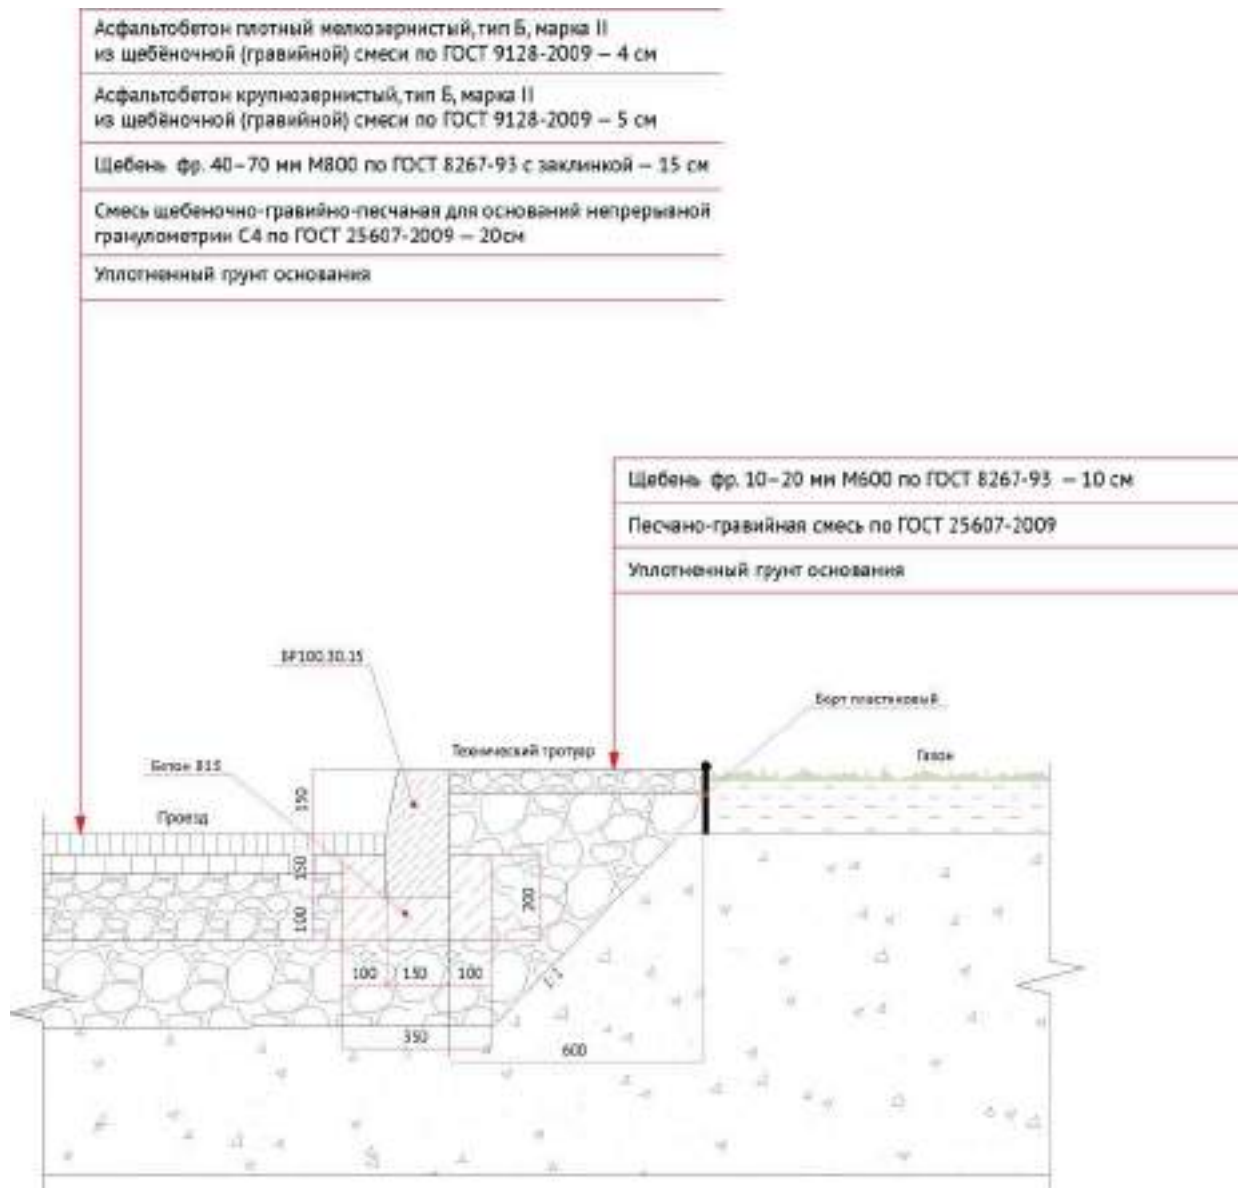 Асфальтобетон плотный мелкозернистый, тип Б, марка II
из щебёночной (гравийной) смеси по ГОСТ 9128-2009 — 4 см
Асфальтобетон крупнозернистый, тип Б, марка II
из щебёночной (гравийной) смеси по ГОСТ 9128-2009 — 5 см
Щебень фр. 40–70 мм М800 по ГОСТ 8267-93 с заклинкой — 15 см
Смесь щебеночно-гравийно-песчаная для оснований непрерывной
гранулометрии С4 по ГОСТ 25607-2009 — 20см
Уплотненный грунт основания
Щебень фр. 10–20 мм М600 по ГОСТ 8267-93 — 10 см
Песчано-гравийная смесь по ГОСТ 25607-2009
Уплотненный грунт основания
БР100.30.15
Борт пластиковый
Технический тротуар
Газон
Бетон В15
Проезд
150
150
100
200
100
150
100
1:1
350
600